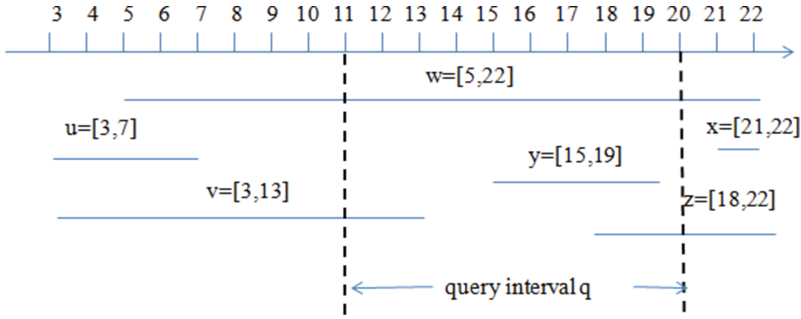 3 4 5 6 7 8 9 10 11 12 13 14 15 16 17 18 19 20 21 22
w=[5,22]
u=[3,7]
x=[21,22]
y=[15,19]
v=[3,13]
z=[18,22]
query interval q